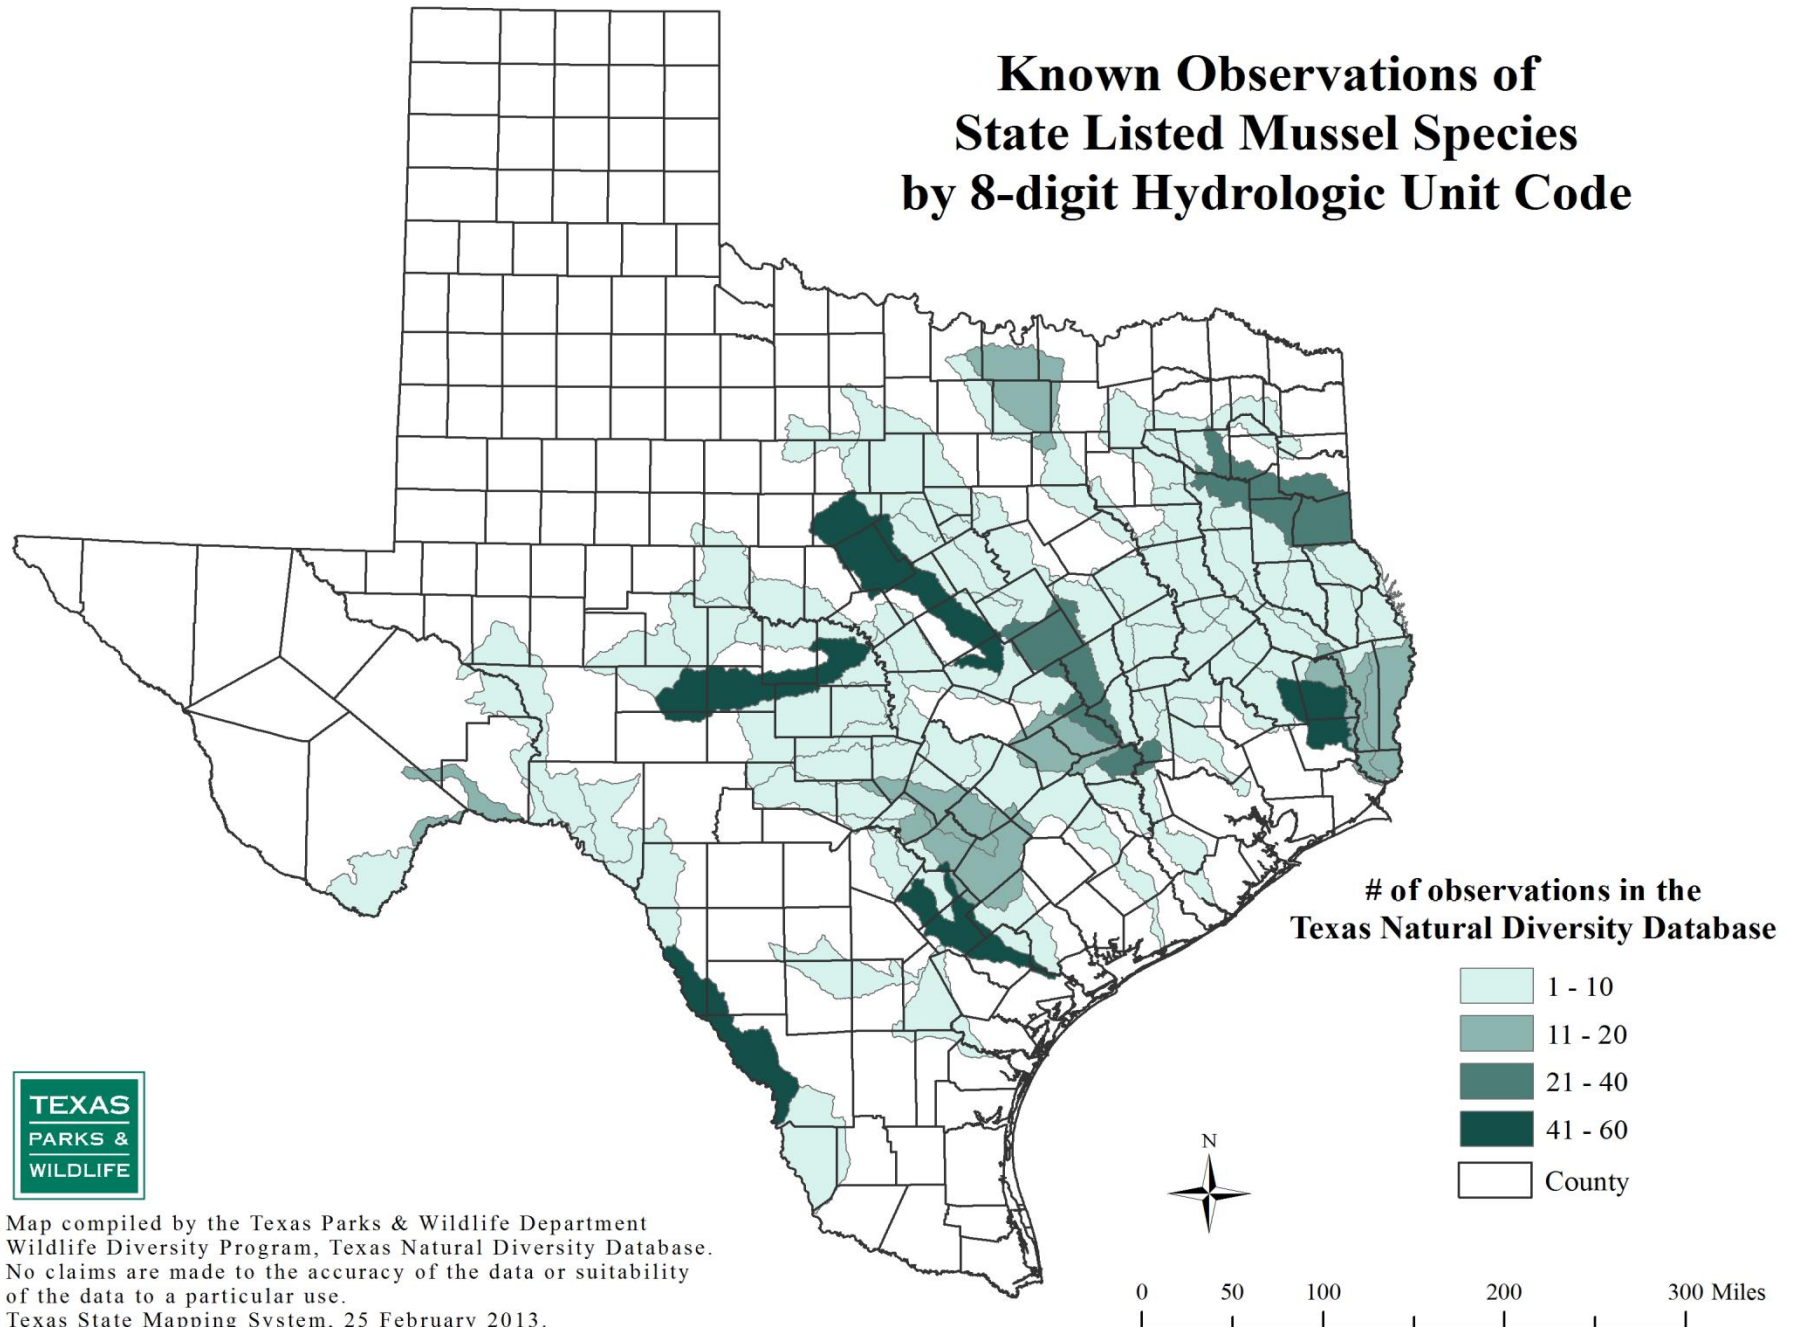 Known Observations of
State Listed Mussel Species
by 8-digit Hydrologic Unit Code
# of observations in the
Texas Natural Diversity Database
1 - 10
11 - 20
21 - 40
41 - 60
County
N
TEXAS
PARKS &
WILDLIFE
Map compiled by the Texas Parks & Wildlife Department
Wildlife Diversity Program, Texas Natural Diversity Database.
No claims are made to the accuracy of the data or suitability
of the data to a particular use.
Texas State Mapping System, 25 February 2013.
0 50 100 200 300 Miles